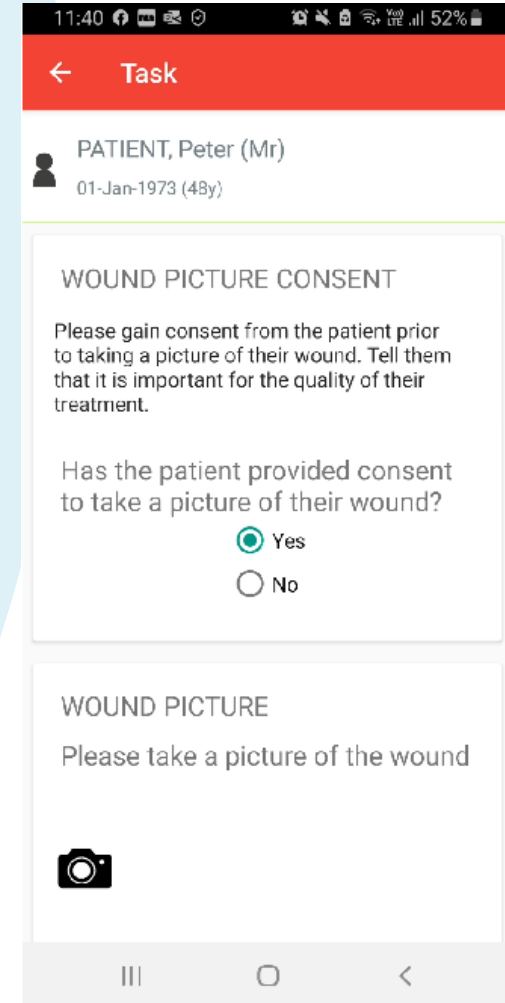 11:40 52%
Task
PATIENT, Peter (Mr)
01-Jan-1973 (48y)
WOUND PICTURE CONSENT
Please gain consent from the patient prior
to taking a picture of their wound. Tell them
that it is important for the quality of their
treatment.
Has the patient provided consent
to take a picture of their wound?
Yes
No
WOUND PICTURE
Please take a picture of the wound